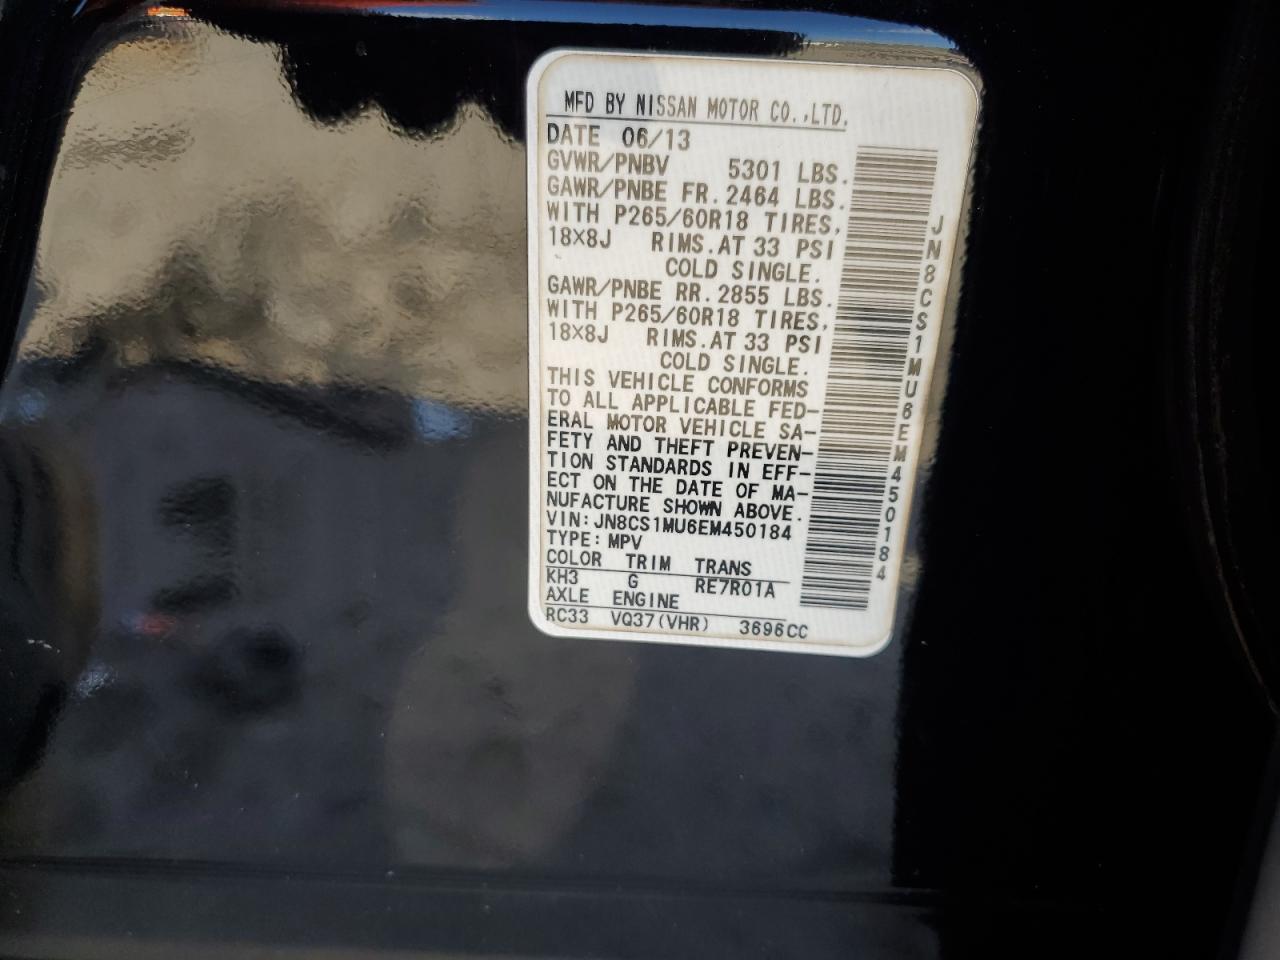 MFD BY NISSAN MOTOR CO.,LTD.
DATE 06/13
GVWR/PNBV 5301 LBS.
GAWR/PNBE FR. 2464 LBS.
WITH P265/60R18 TIRES,
18×8J RIMS. AT 33 PSI
COLD SINGLE.
GAWR/PNBE RR. 2855 LBS.
WITH P265/60R18 TIRES,
18×8J RIMS. AT 33 PSI
COLD SINGLE.
THIS VEHICLE CONFORMS
TO ALL APPLICABLE FED-
ERAL MOTOR VEHICLE SA-
FETY AND THEFT PREVEN-
TION STANDARDS IN EFF-
ECT ON THE DATE OF MA-
NUFACTURE SHOWN ABOVE.
VIN: JN8CS1MU6EM450184
TYPE: MPV
COLOR TRIM TRANS
KH3 G RE7R01A
AXLE ENGINE
RC33 VQ37(VHR) 3696CC
JN8CS1MU6EM450184